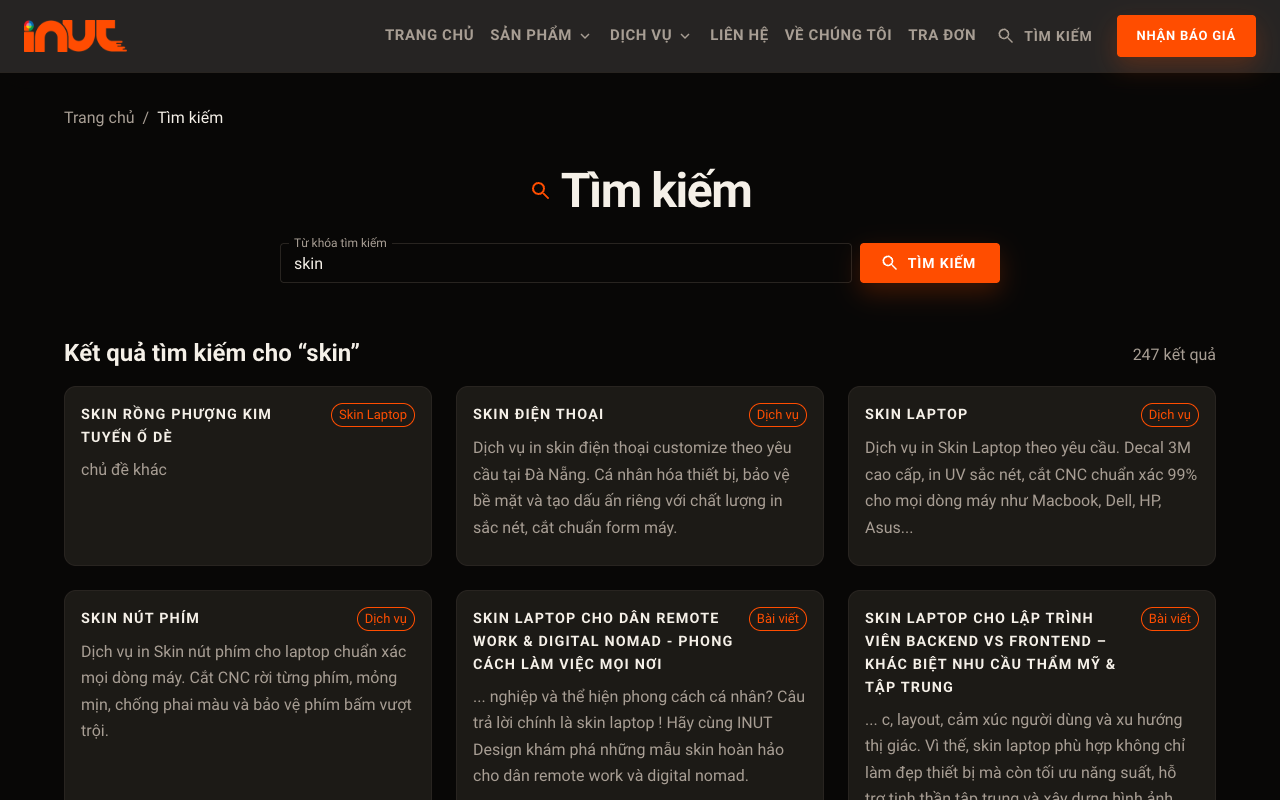 inut
TRANG CHỦ SẢN PHẨM DỊCH VỤ LIÊN HỆ VỀ CHÚNG TÔI TRA ĐƠN TÌM KIẾM NHẬN BÁO GIÁ
Trang chủ / Tìm kiếm
Tìm kiếm
Từ khóa tìm kiếm
skin
TÌM KIẾM
Kết quả tìm kiếm cho “skin”
247 kết quả
SKIN RỒNG PHƯỢNG KIM
TUYẾN Ố DÈ
Skin Laptop
chủ đề khác
SKIN ĐIỆN THOẠI
Dịch vụ
Dịch vụ in skin điện thoại customize theo yêu
cầu tại Đà Nẵng. Cá nhân hóa thiết bị, bảo vệ
bề mặt và tạo dấu ấn riêng với chất lượng in
sắc nét, cắt chuẩn form máy.
SKIN LAPTOP
Dịch vụ
Dịch vụ in Skin Laptop theo yêu cầu. Decal 3M
cao cấp, in UV sắc nét, cắt CNC chuẩn xác 99%
cho mọi dòng máy như Macbook, Dell, HP,
Asus...
SKIN NÚT PHÍM
Dịch vụ
Dịch vụ in Skin nút phím cho laptop chuẩn xác
mọi dòng máy. Cắt CNC rời từng phím, mỏng
mịn, chống phai màu và bảo vệ phím bấm vượt
trội.
SKIN LAPTOP CHO DÂN REMOTE
WORK & DIGITAL NOMAD - PHONG
CÁCH LÀM VIỆC MỌI NƠI
Bài viết
... nghiệp và thể hiện phong cách cá nhân? Câu
trả lời chính là skin laptop ! Hãy cùng INUT
Design khám phá những mẫu skin hoàn hảo
cho dân remote work và digital nomad.
SKIN LAPTOP CHO LẬP TRÌNH
VIÊN BACKEND VS FRONTEND –
KHÁC BIỆT NHU CẦU THẨM MỸ &
TẬP TRUNG
Bài viết
... c, layout, cảm xúc người dùng và xu hướng
thị giác. Vì thế, skin laptop phù hợp không chỉ
làm đẹp thiết bị mà còn tối ưu năng suất, hỗ
trợ tinh thần tập trung và xây dựng hình ảnh